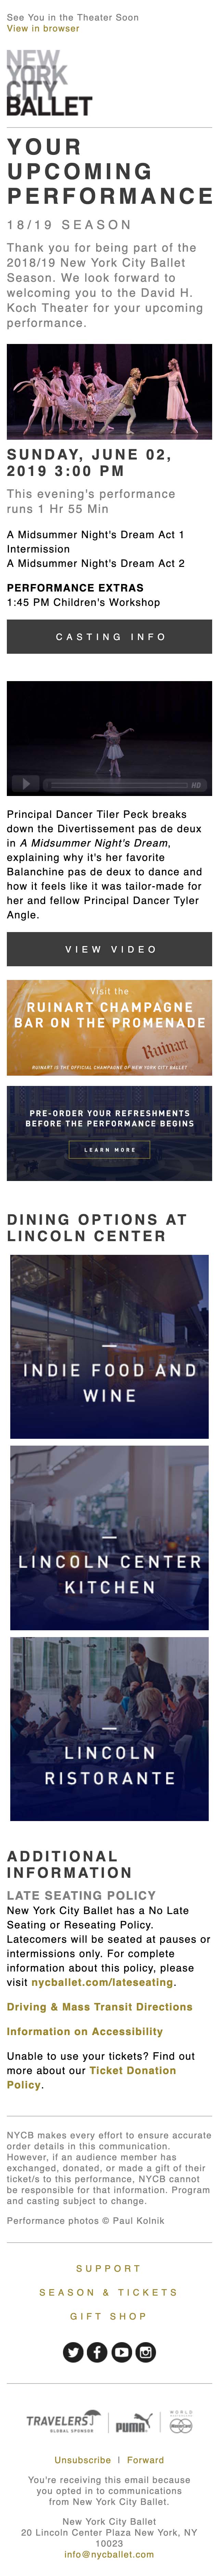 See You in the Theater Soon
View in browser
NEW
YORK
CITY
BALLET
YOUR
UPCOMING
PERFORMANCE
18/19 SEASON
Thank you for being part of the
2018/19 New York City Ballet
Season. We look forward to
welcoming you to the David H.
Koch Theater for your upcoming
performance.
SUNDAY, JUNE 02,
2019 3:00 PM
This evening's performance
runs 1 Hr 55 Min
A Midsummer Night's Dream Act 1
Intermission
A Midsummer Night's Dream Act 2
PERFORMANCE EXTRAS
1:45 PM Children's Workshop
CASTING INFO
HD
Principal Dancer Tiler Peck breaks
down the Divertissement pas de deux
in A Midsummer Night's Dream,
explaining why it's her favorite
Balanchine pas de deux to dance and
how it feels like it was tailor-made for
her and fellow Principal Dancer Tyler
Angle.
VIEW VIDEO
Visit the
RUINART CHAMPAGNE
BAR ON THE PROMENADE
Ruinart
RUINART IS THE OFFICIAL CHAMPAGNE OF NEW YORK CITY BALLET
PRE-ORDER YOUR REFRESHMENTS
BEFORE THE PERFORMANCE BEGINS
LEARN MORE
DINING OPTIONS AT
LINCOLN CENTER
INDIE FOOD AND
WINE
LINCOLN CENTER
KITCHEN
LINCOLN
RISTORANTE
ADDITIONAL
INFORMATION
LATE SEATING POLICY
New York City Ballet has a No Late
Seating or Reseating Policy.
Latecomers will be seated at pauses or
intermissions only. For complete
information about this policy, please
visit nycballet.com/lateseating.
Driving & Mass Transit Directions
Information on Accessibility
Unable to use your tickets? Find out
more about our Ticket Donation
Policy.
NYCB makes every effort to ensure accurate
order details in this communication.
However, if an audience member has
exchanged, donated, or made a gift of their
ticket/s to this performance, NYCB cannot
be responsible for that information. Program
and casting subject to change.
Performance photos © Paul Kolnik
SUPPORT
SEASON & TICKETS
GIFT SHOP
TRAVELERS
GLOBAL SPONSOR
PUMA
WORLD
Unsubscribe | Forward
You're receiving this email because
you opted in to communications
from New York City Ballet.
New York City Ballet
20 Lincoln Center Plaza New York, NY
10023
info@nycballet.com